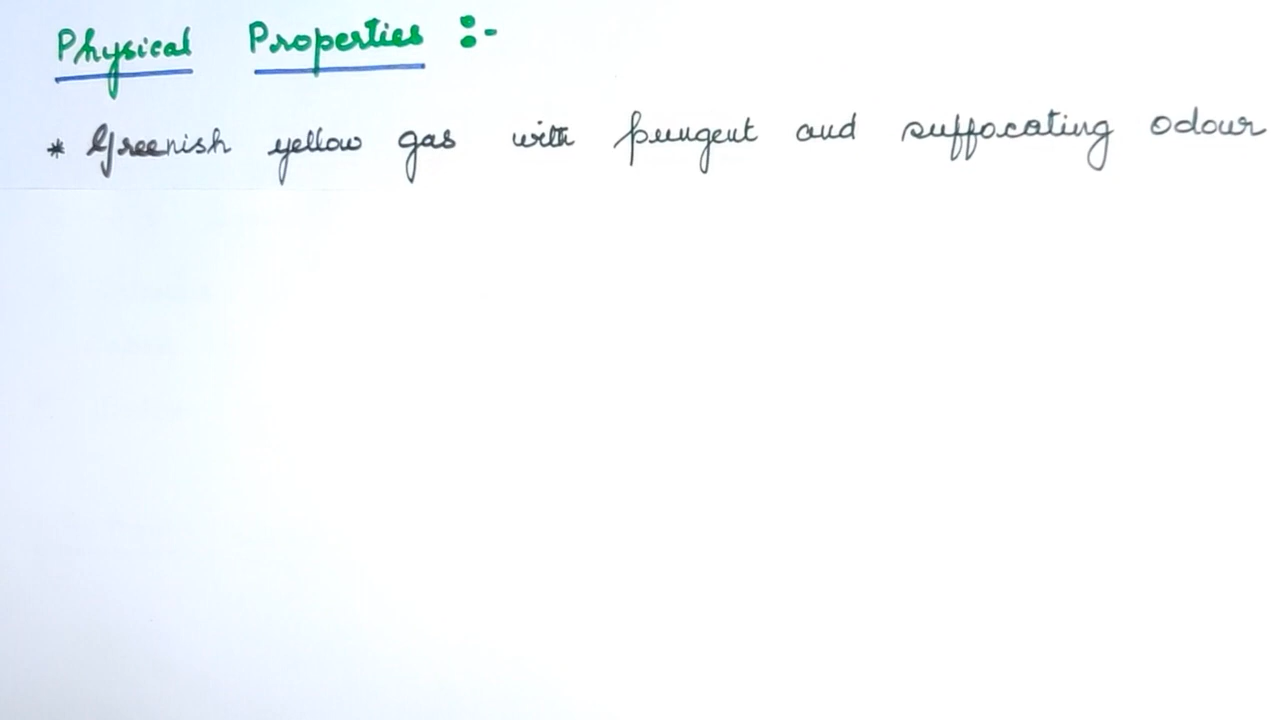 Physical Properties :-
* Greenish yellow gas with pungent and suffocating odour